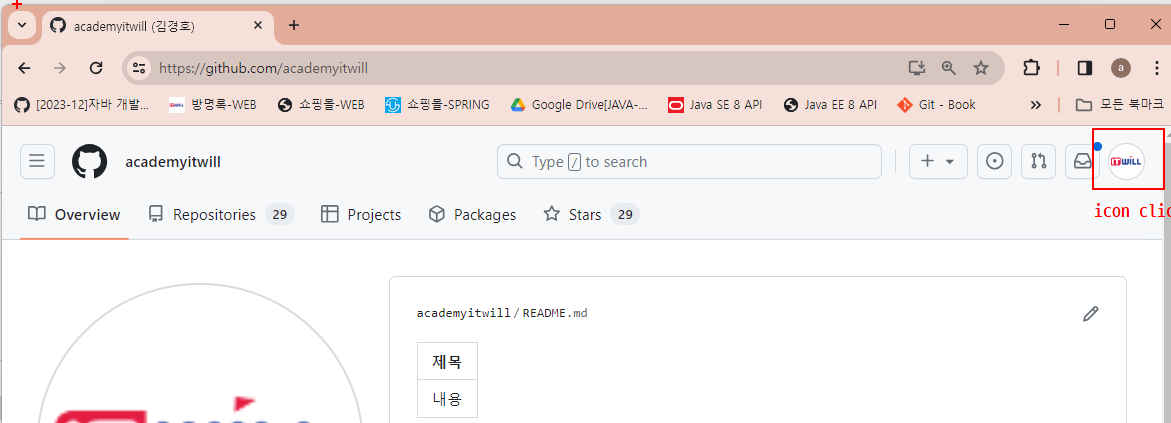 academyitwill (김경호)
https://github.com/academyitwill
a
[2023-12]자바 개발... 방명록-WEB 쇼핑몰-WEB 쇼핑몰-SPRING Google Drive[JAVA-... Java SE 8 API Java EE 8 API Git - Book » 모든 북마크
academyitwill Type / to search ITWILL
icon clic
Overview Repositories 29 Projects Packages Stars 29
academyitwill / README.md
제목
내용